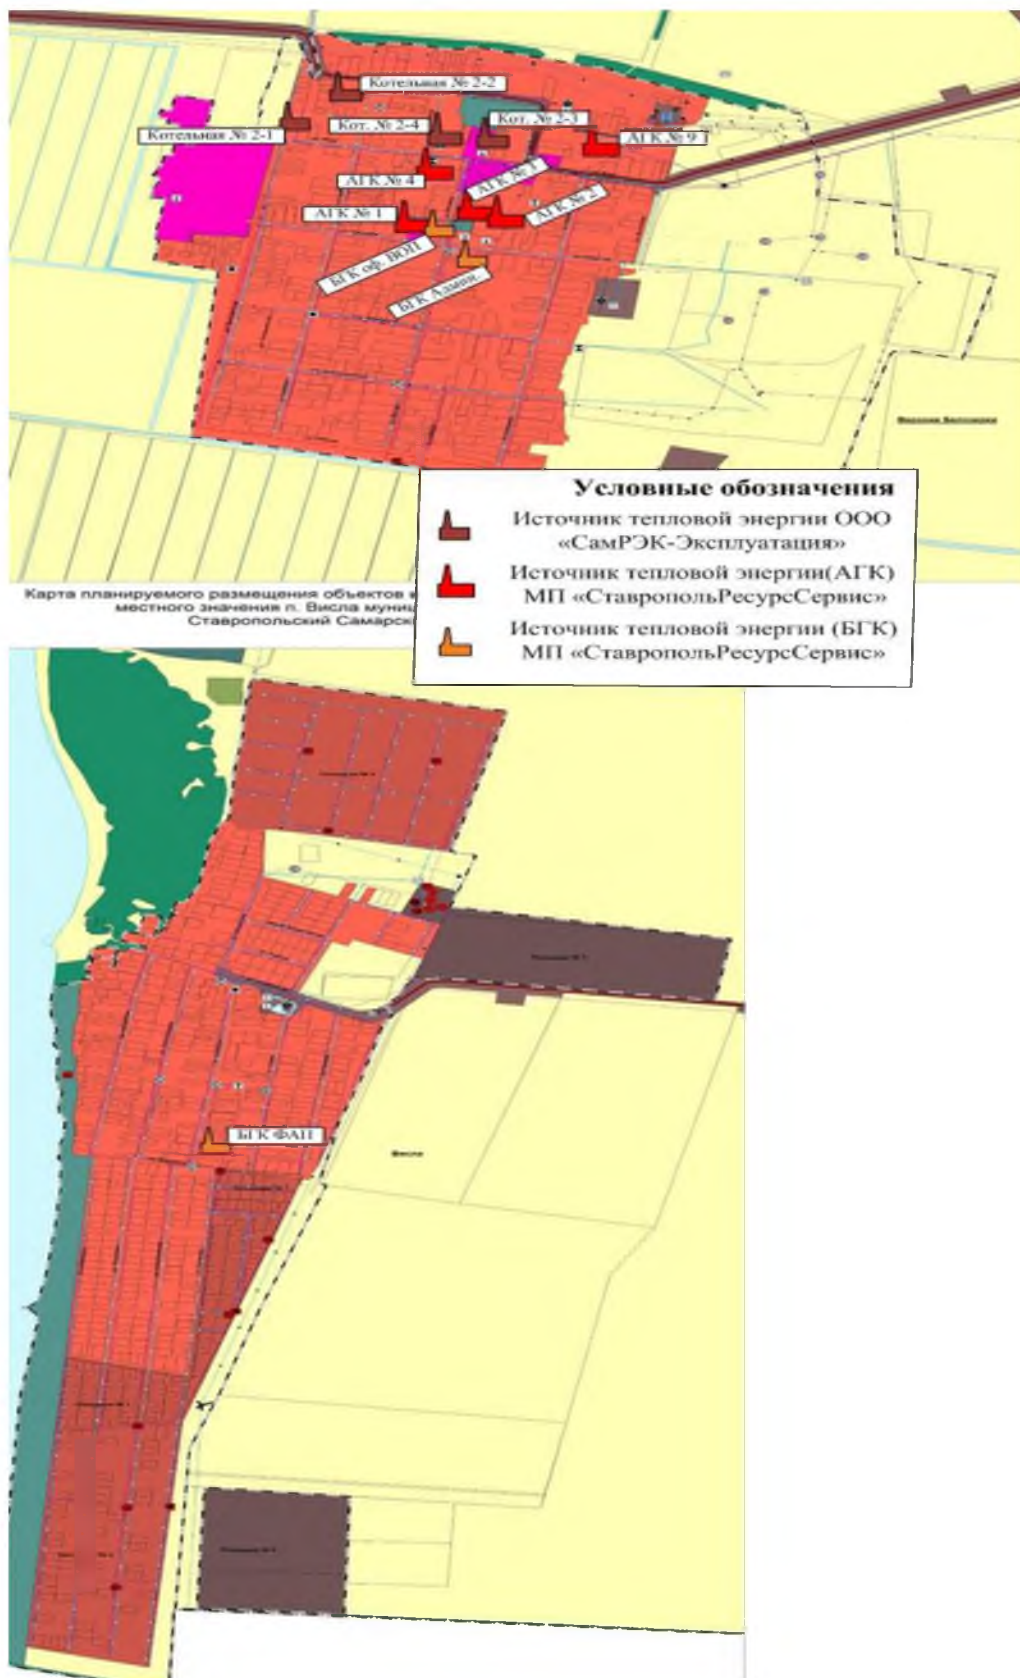 Котельная № 2-2
Котельная № 2-1
Кот. № 2-4
Кот. № 2-3
АГК № 9
АГК № 4
АГК № 3
АГК № 2
АГК № 1
БГК оф. ВОП
БГК Админ.
Верхнее Белозерки
Условные обозначения
Источник тепловой энергии ООО
«СамРЭК-Эксплуатация»
Источник тепловой энергии(АГК)
МП «СтавропольРесурсСервис»
Источник тепловой энергии (БГК)
МП «СтавропольРесурсСервис»
Карта планируемого размещения объектов
местного значения п. Висла
Ставропольский
БГК ФАП
Висла